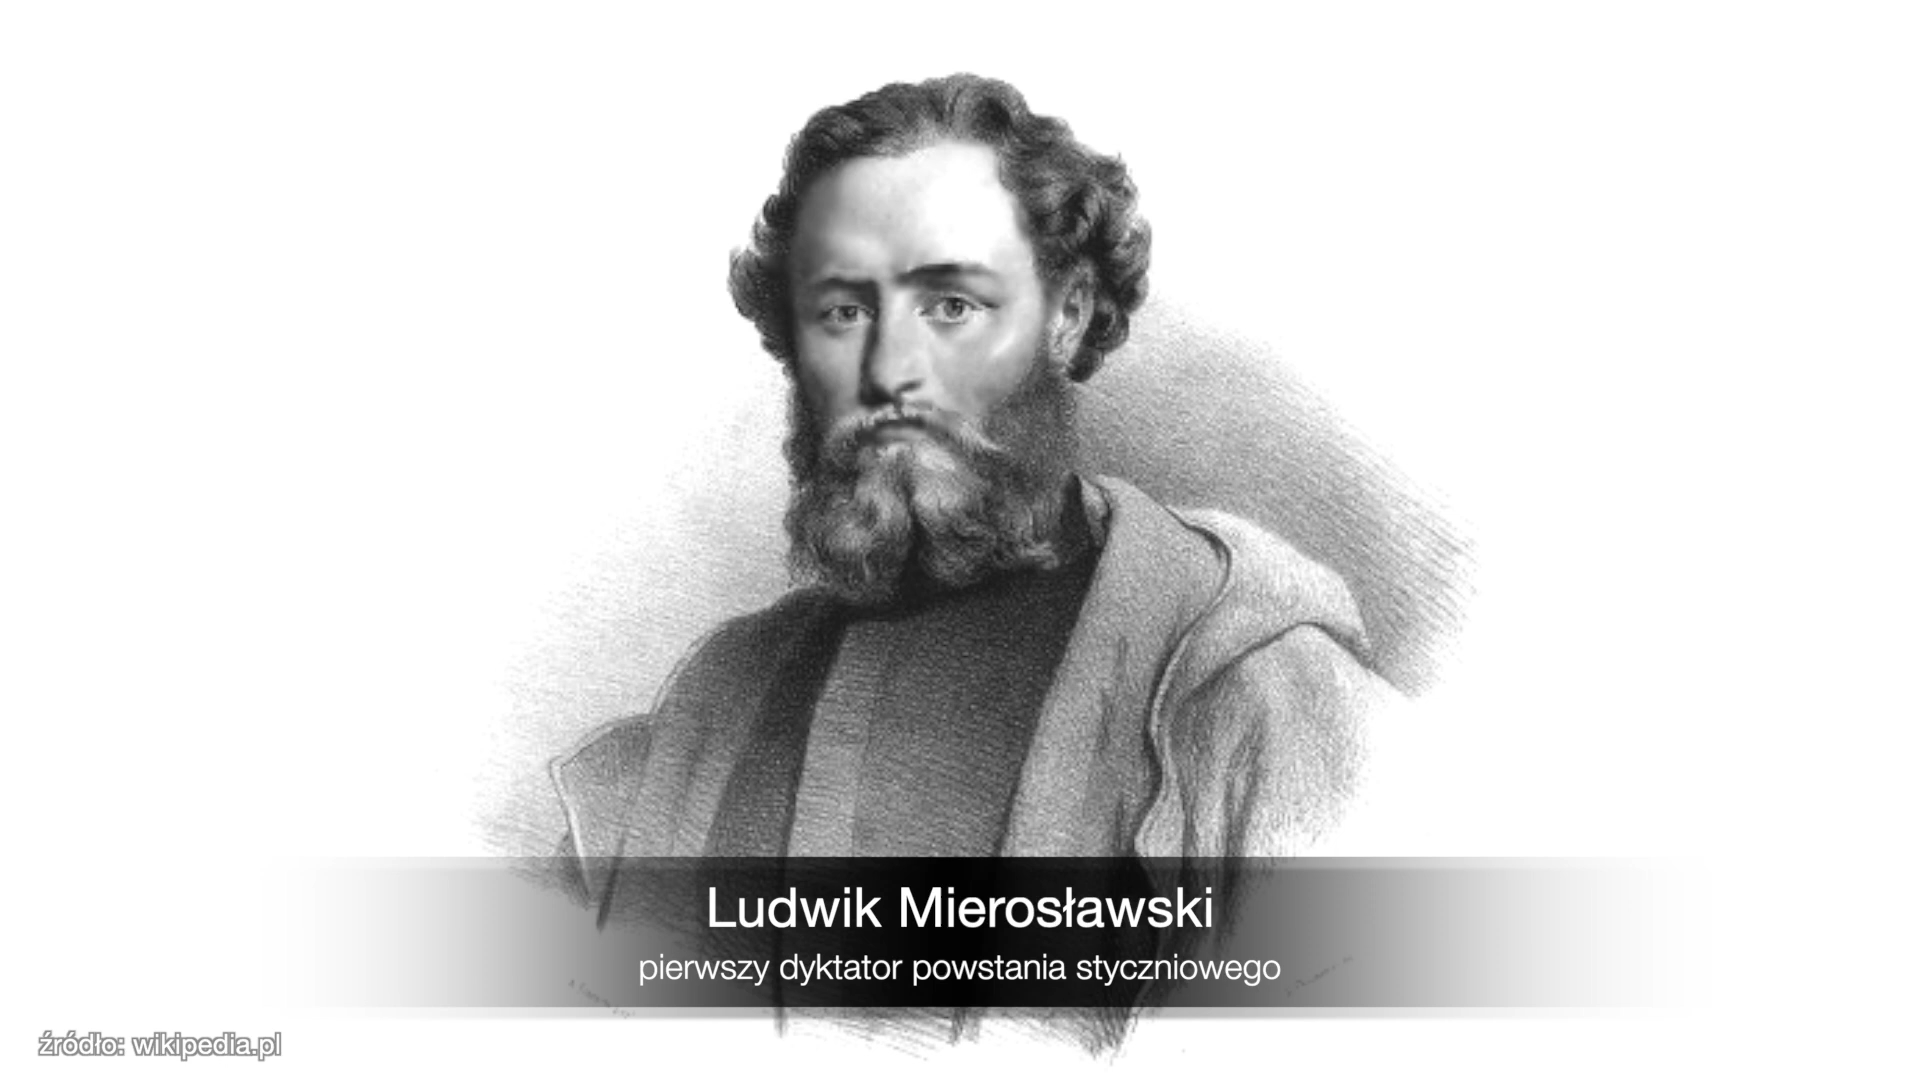 Ludwik Mierosławski
pierwszy dyktator powstania styczniowego
źródło: wikipedia.pl